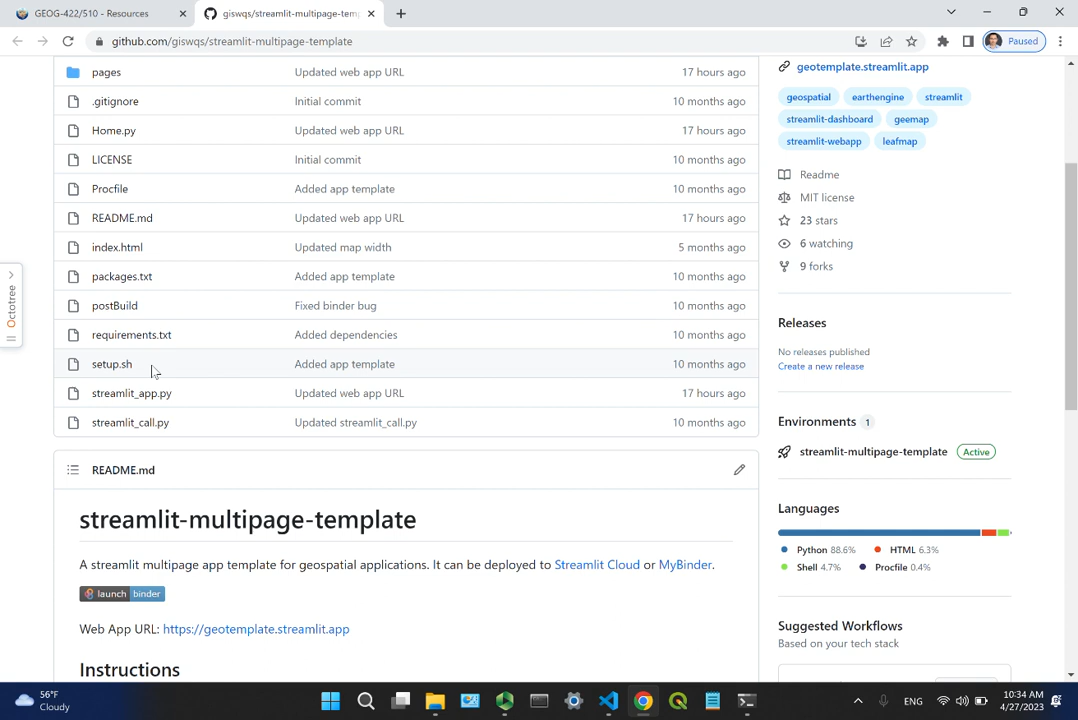 GEOG-422/510 - Resources
giswqs/streamlit-multipage-tem
github.com/giswqs/streamlit-multipage-template
Paused
pages Updated web app URL 17 hours ago
.gitignore Initial commit 10 months ago
Home.py Updated web app URL 17 hours ago
LICENSE Initial commit 10 months ago
Procfile Added app template 10 months ago
README.md Updated web app URL 17 hours ago
index.html Updated map width 5 months ago
packages.txt Added app template 10 months ago
postBuild Fixed binder bug 10 months ago
requirements.txt Added dependencies 10 months ago
setup.sh Added app template 10 months ago
streamlit_app.py Updated web app URL 17 hours ago
streamlit_call.py Updated streamlit_call.py 10 months ago
Octotree
README.md
streamlit-multipage-template
A streamlit multipage app template for geospatial applications. It can be deployed to Streamlit Cloud or MyBinder.
launch binder
Web App URL: https://geotemplate.streamlit.app
Instructions
geotemplate.streamlit.app
geospatial earthengine streamlit
streamlit-dashboard geemap
streamlit-webapp leafmap
Readme
MIT license
23 stars
6 watching
9 forks
Releases
No releases published
Create a new release
Environments 1
streamlit-multipage-template Active
Languages
Python 88.6% HTML 6.3%
Shell 4.7% Procfile 0.4%
Suggested Workflows
Based on your tech stack
56°F
Cloudy
ENG
10:34 AM
4/27/2023